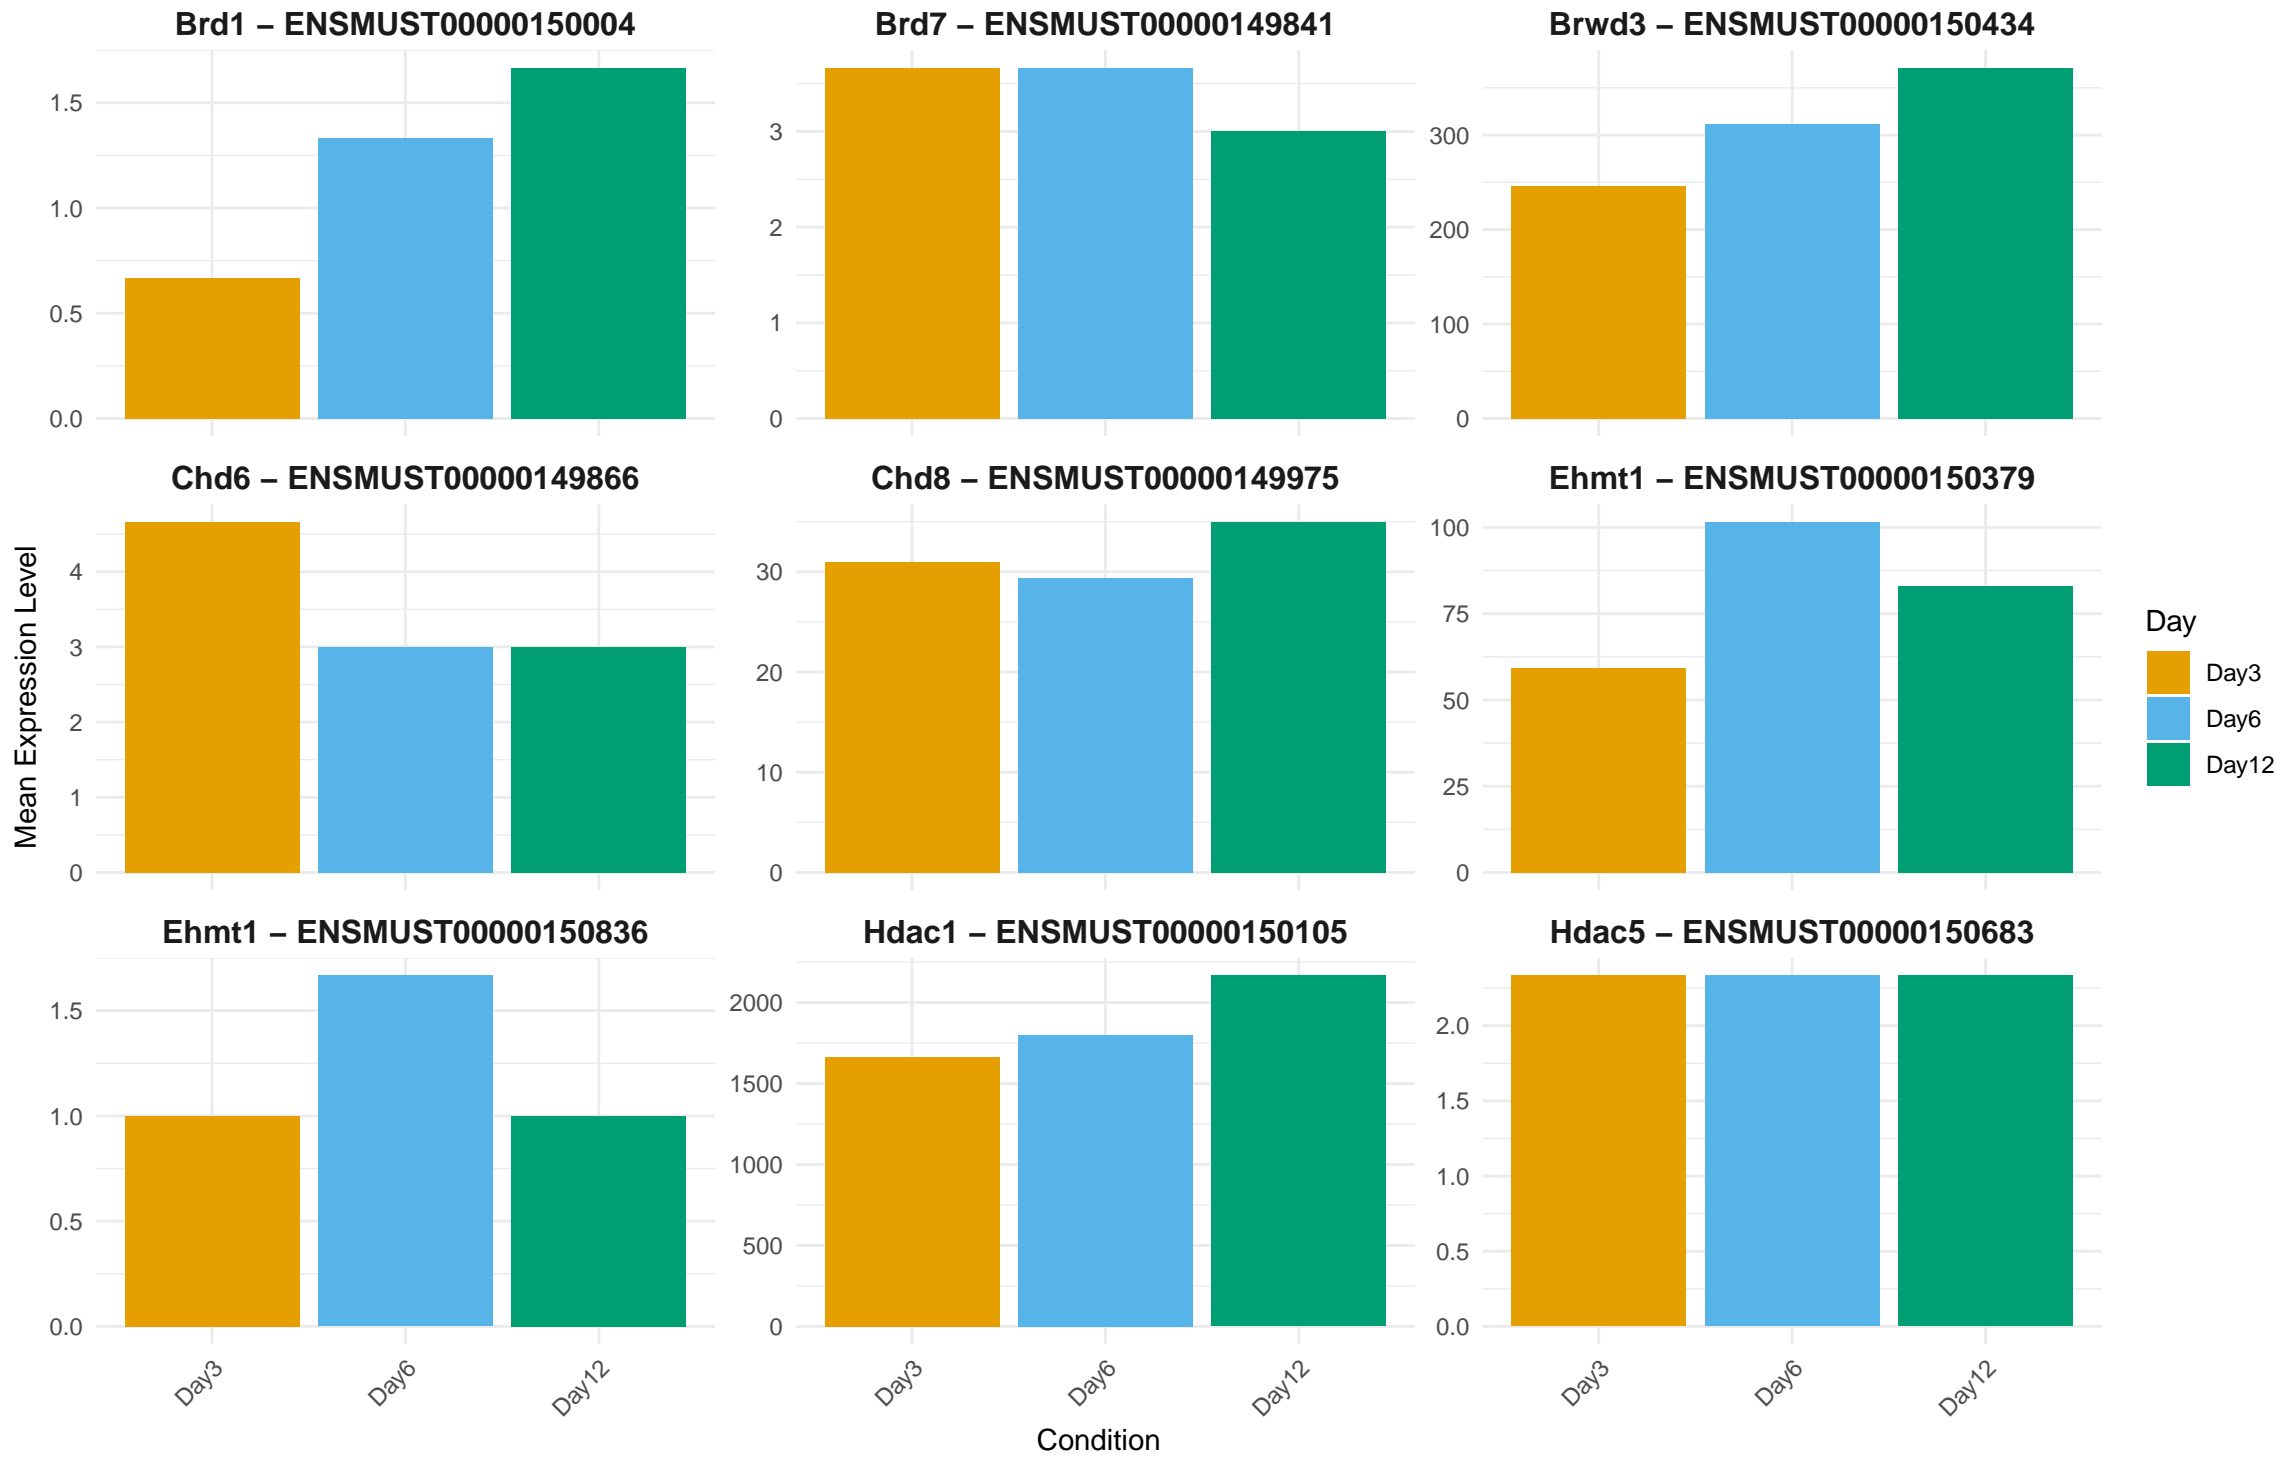 Brd1 – ENSMUST00000150004
Brd7 – ENSMUST00000149841
Brwd3 – ENSMUST00000150434
1.5
1.0
0.5
0.0
3
2
1
0
300
200
100
0
Chd6 – ENSMUST00000149866
Chd8 – ENSMUST00000149975
Ehmt1 – ENSMUST00000150379
Mean Expression Level
4
3
2
1
0
30
20
10
0
100
75
50
25
0
Day
Day3
Day6
Day12
Ehmt1 – ENSMUST00000150836
Hdac1 – ENSMUST00000150105
Hdac5 – ENSMUST00000150683
1.5
1.0
0.5
0.0
2000
1500
1000
500
0
2.0
1.5
1.0
0.5
0.0
Day3
Day6
Day12
Day3
Day6
Day12
Day3
Day6
Day12
Condition